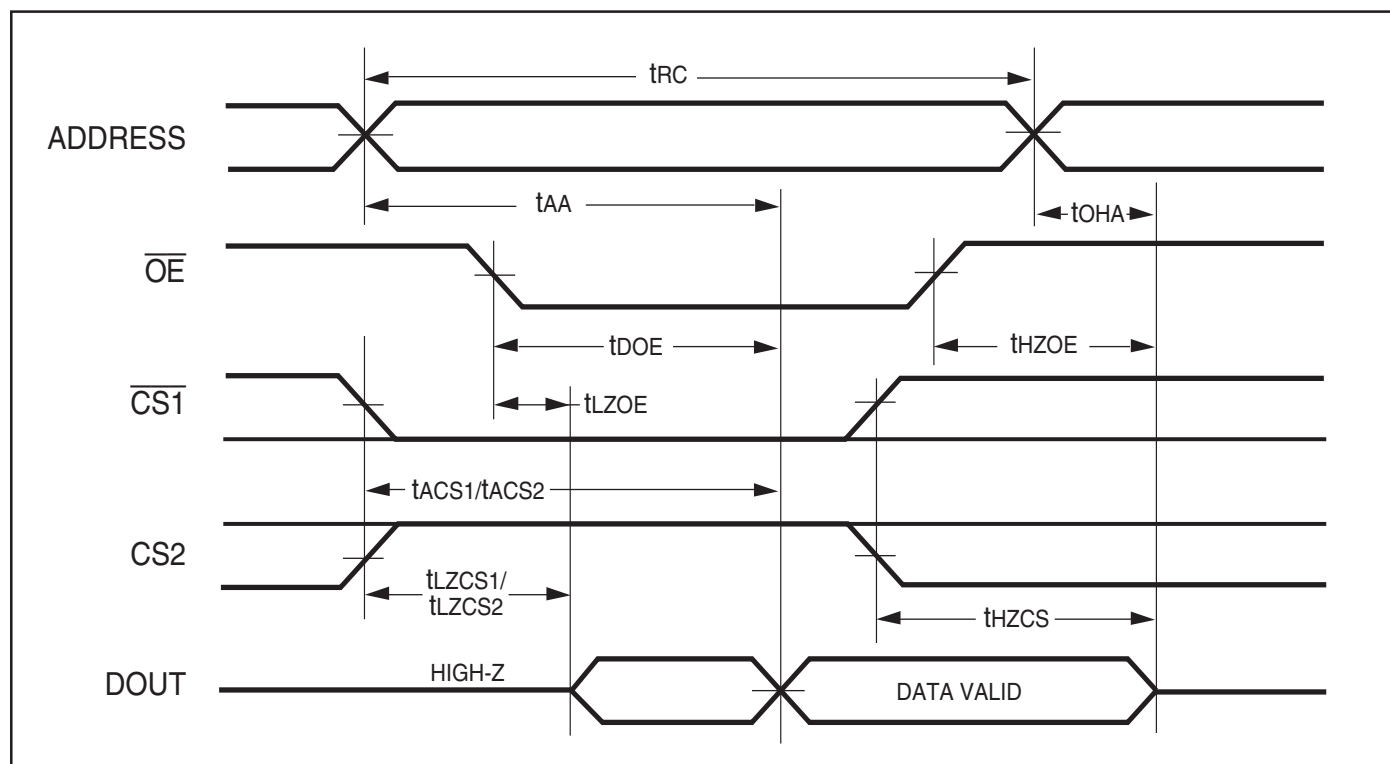 tRC
ADDRESS
tAA
tOHA
OE
tDOE
tHZOE
CS1
tLZOE
tACS1/tACS2
CS2
tLZCS1/
tLZCS2
tHZCS
DOUT
HIGH-Z
DATA VALID